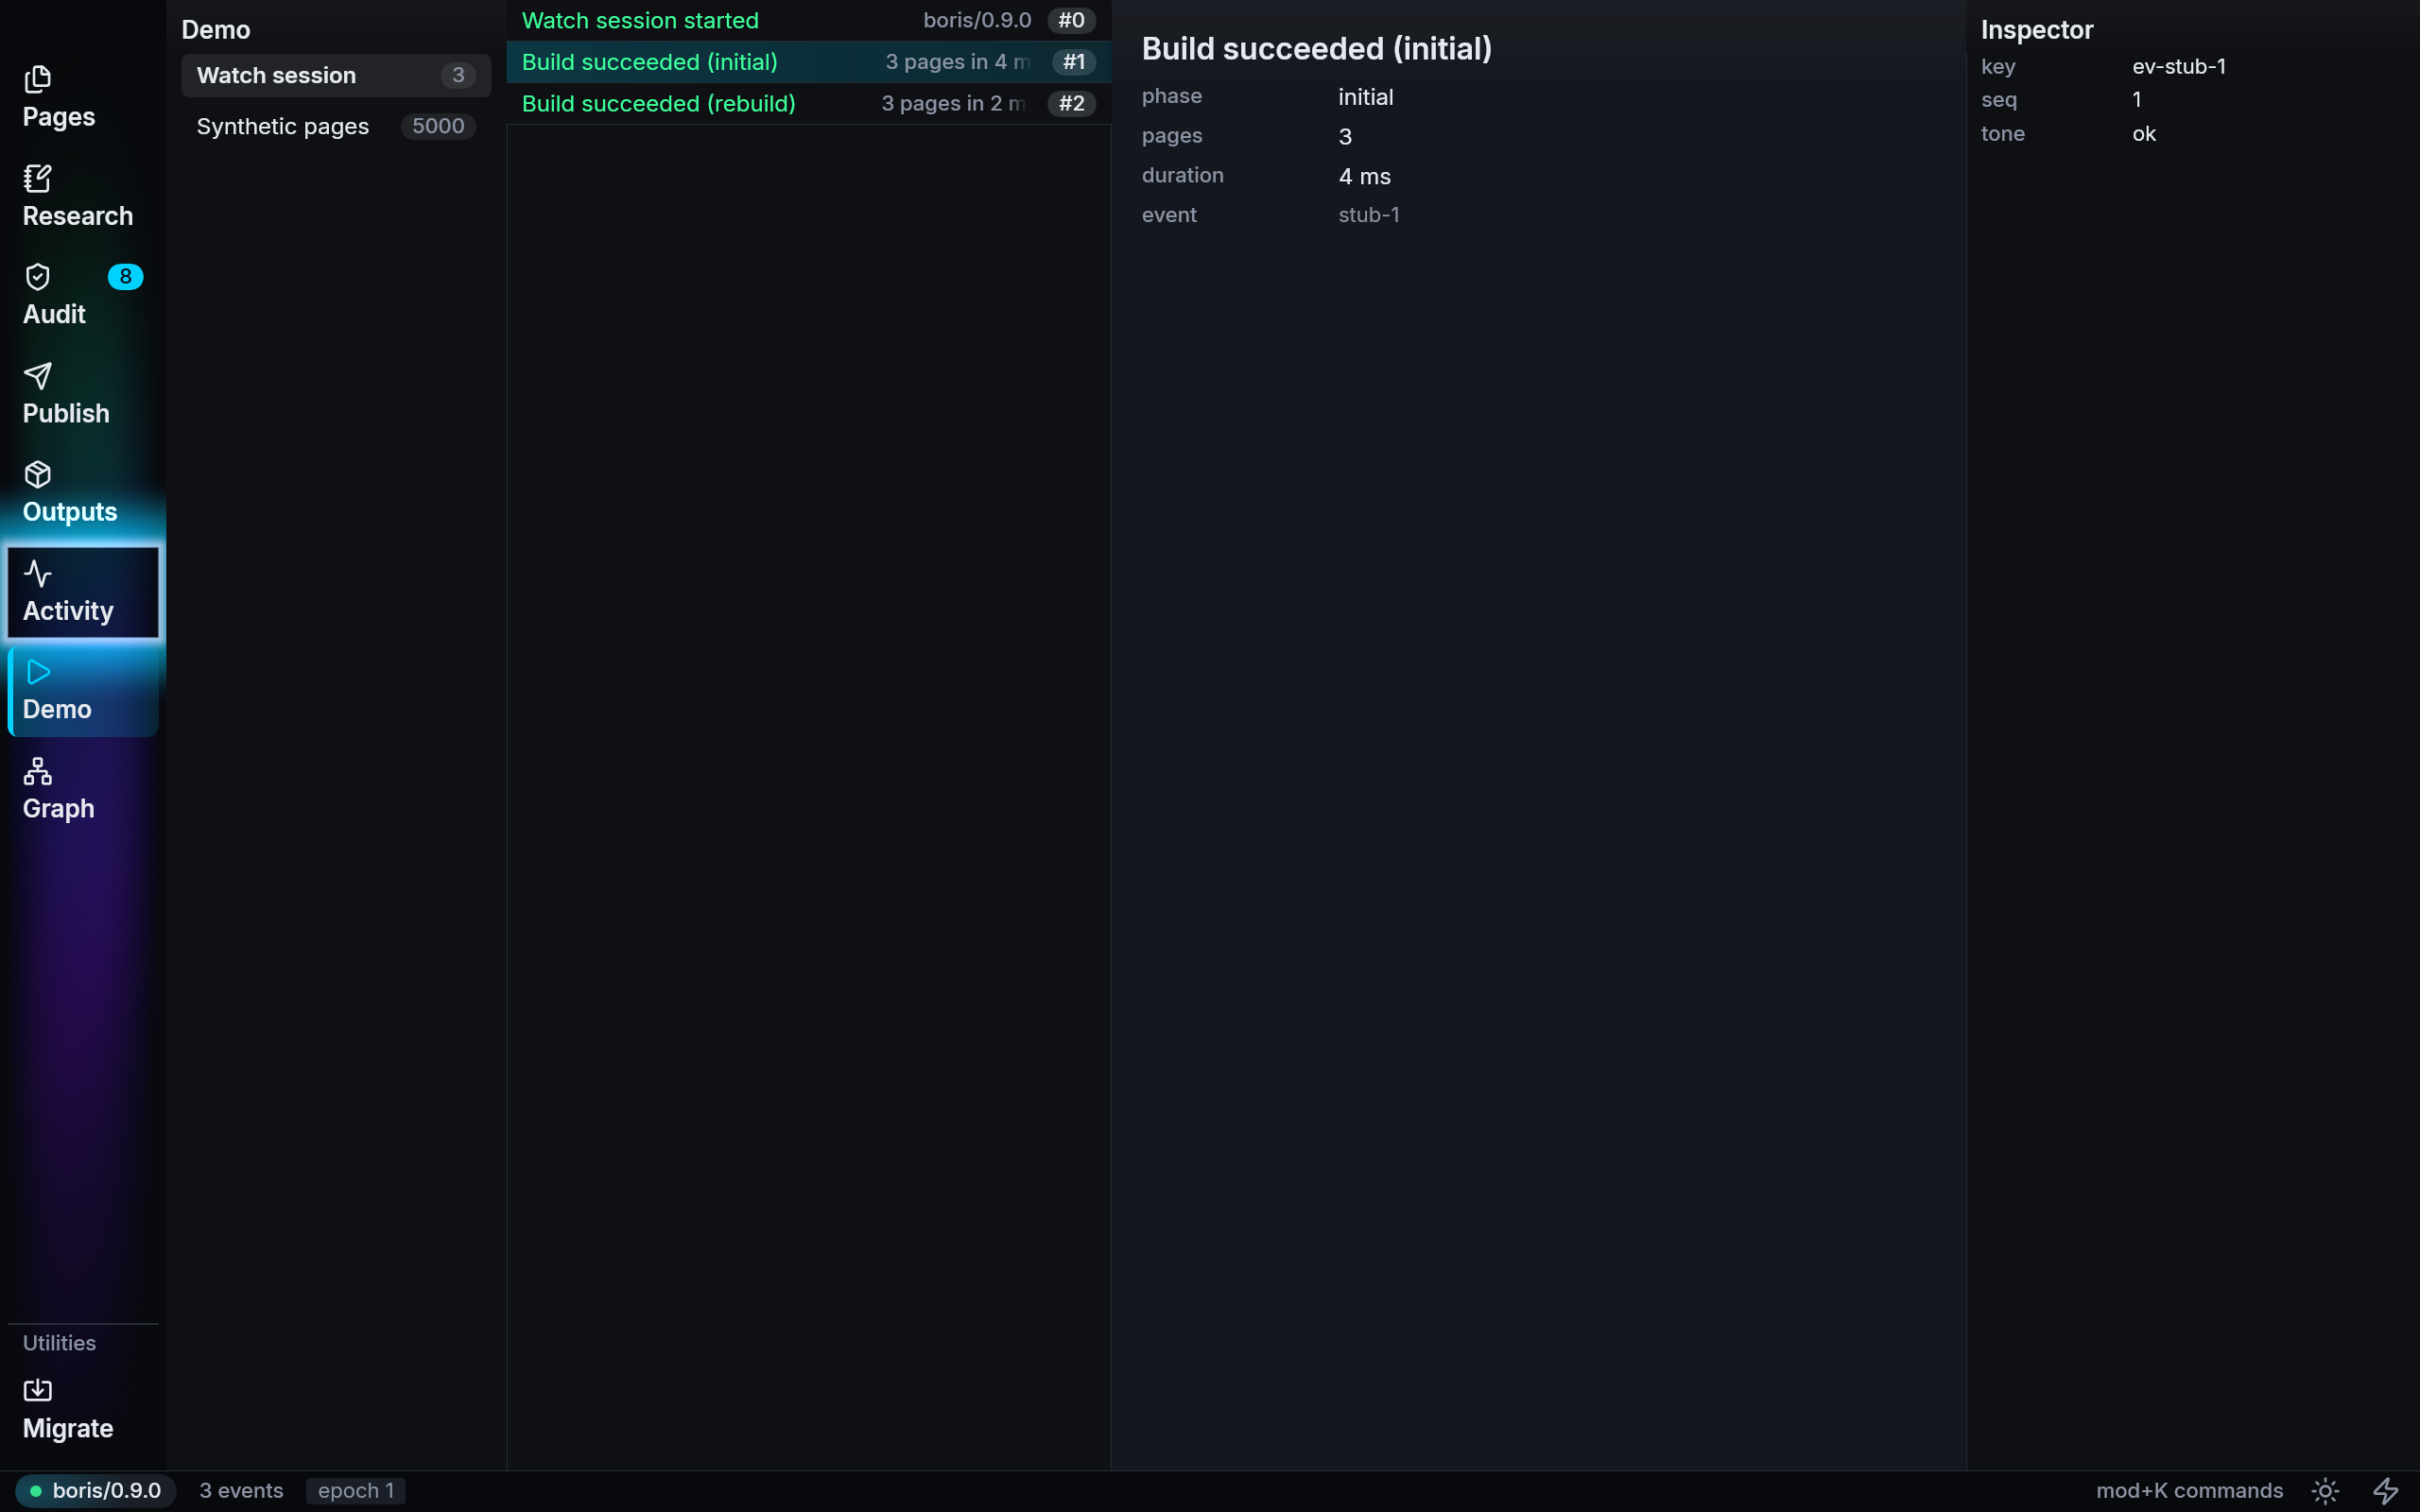 Pages
Research
8
Audit
Publish
Outputs
Activity
Demo
Graph
Utilities
Migrate
Demo
Watch session 3
Synthetic pages 5000
Watch session started boris/0.9.0 #0
Build succeeded (initial) 3 pages in 4 m #1
Build succeeded (rebuild) 3 pages in 2 m #2
Build succeeded (initial)
phase initial
pages 3
duration 4 ms
event stub-1
Inspector
key ev-stub-1
seq 1
tone ok
boris/0.9.0 3 events epoch 1 mod+K commands